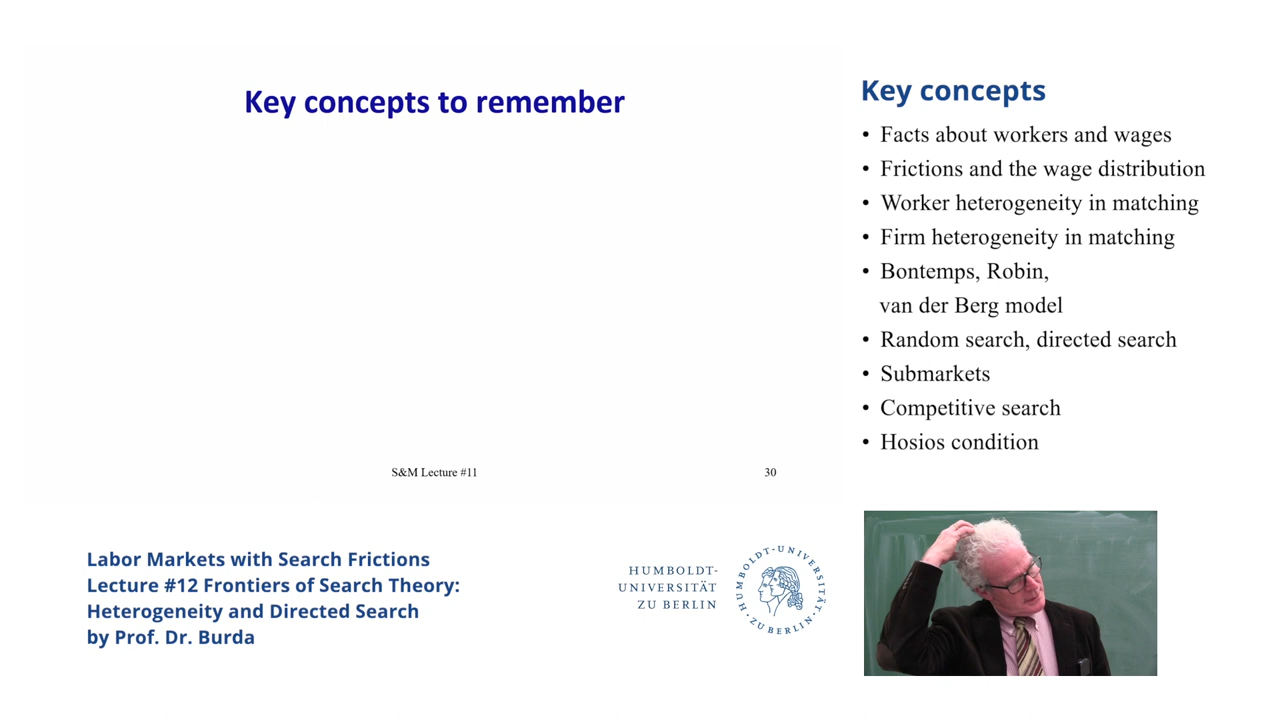 Key concepts to remember
S&M Lecture #11
30
Key concepts
• Facts about workers and wages
• Frictions and the wage distribution
• Worker heterogeneity in matching
• Firm heterogeneity in matching
• Bontemps, Robin,
van der Berg model
• Random search, directed search
• Submarkets
• Competitive search
• Hosios condition
Labor Markets with Search Frictions
Lecture #12 Frontiers of Search Theory:
Heterogeneity and Directed Search
by Prof. Dr. Burda
HUMBOLDT-
UNIVERSITÄT
ZU BERLIN
HUMBOLDT-UNIVERSITÄT
ZU BERLIN